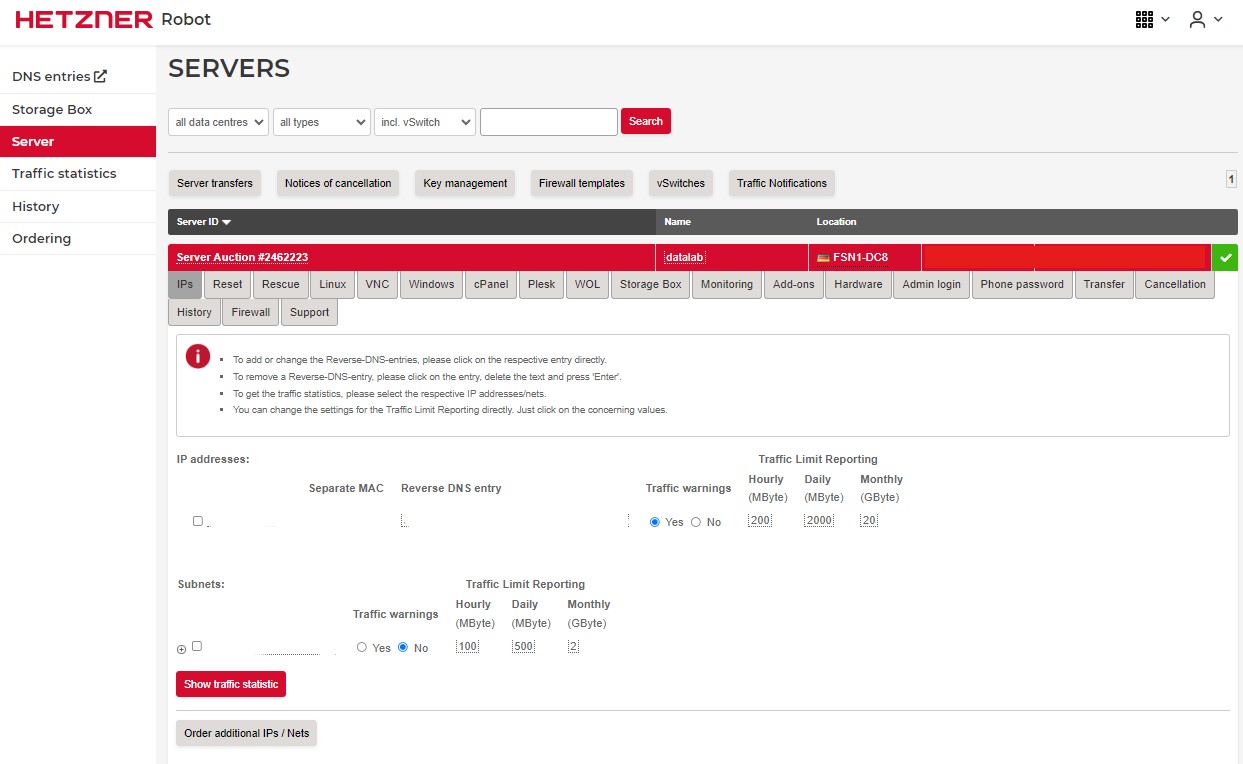 HETZNER Robot
DNS entries
Storage Box
Server
Traffic statistics
History
Ordering
SERVERS
all data centres all types incl. vSwitch Search
Server transfers Notices of cancellation Key management Firewall templates vSwitches Traffic Notifications 1
Server ID Name Location
Server Auction #2462223 datalab FSN1-DC8
IPs Reset Rescue Linux VNC Windows cPanel Plesk WOL Storage Box Monitoring Add-ons Hardware Admin login Phone password Transfer Cancellation
History Firewall Support
To add or change the Reverse-DNS-entries, please click on the respective entry directly.
To remove a Reverse-DNS-entry, please click on the entry, delete the text and press 'Enter'.
To get the traffic statistics, please select the respective IP addresses/nets.
You can change the settings for the Traffic Limit Reporting directly. Just click on the concerning values.
IP addresses: Traffic Limit Reporting
Separate MAC Reverse DNS entry Traffic warnings Hourly Daily Monthly
(MByte) (MByte) (GByte)
Yes No 200 2000 20
Subnets: Traffic Limit Reporting
Traffic warnings Hourly Daily Monthly
(MByte) (MByte) (GByte)
Yes No 100 500 2
Show traffic statistic
Order additional IPs / Nets